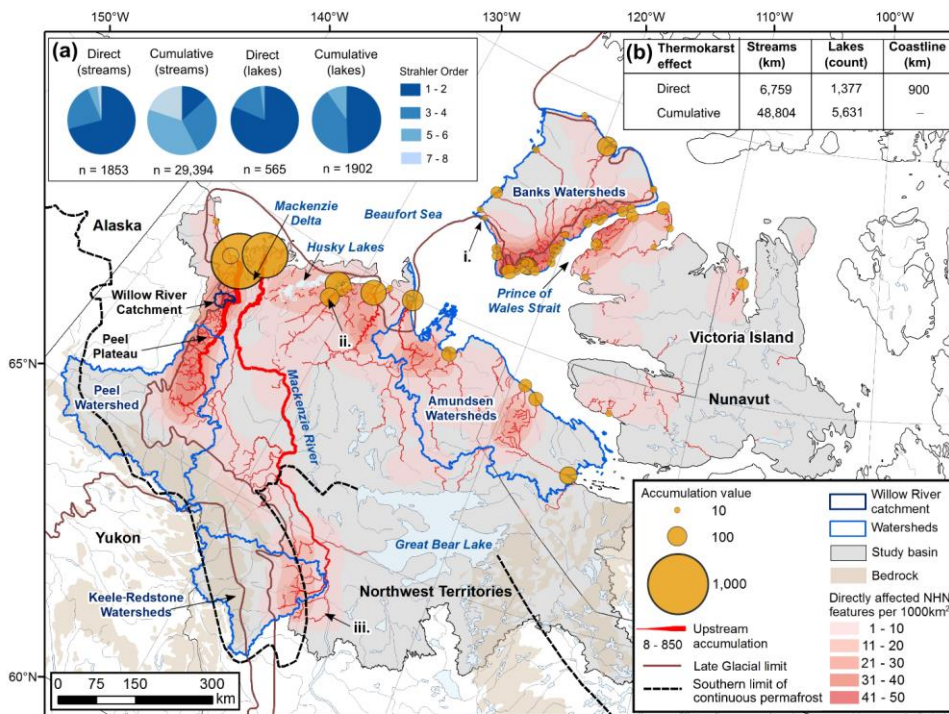 150°W
140°W
130°W
120°W
110°W
100°W
(a)
Direct
(streams)
Cumulative
(streams)
Direct
(lakes)
Cumulative
(lakes)
Strahler Order
1 - 2
3 - 4
5 - 6
7 - 8
n = 1853
n = 29,394
n = 565
n = 1902
(b)
Thermokarst effect Streams (km) Lakes (count) Coastline (km)
Direct 6,759 1,377 900
Cumulative 48,804 5,631 –
Alaska
Mackenzie
Delta
Beaufort Sea
Husky Lakes
Banks Watersheds
i.
Prince of
Wales Strait
Willow River
Catchment
ii.
Peel
Plateau
65°N
Peel
Watershed
Mackenzie River
Amundsen
Watersheds
Victoria Island
Nunavut
Yukon
Great Bear Lake
Keele-Redstone
Watersheds
Northwest Territories
iii.
60°N
0 75 150 300
km
Accumulation value
10
100
1,000
Upstream
accumulation
8 - 850
Late Glacial limit
Southern limit of
continuous permafrost
Willow River
catchment
Watersheds
Study basin
Bedrock
Directly affected NHN
features per 1000km²
1 - 10
11 - 20
21 - 30
31 - 40
41 - 50